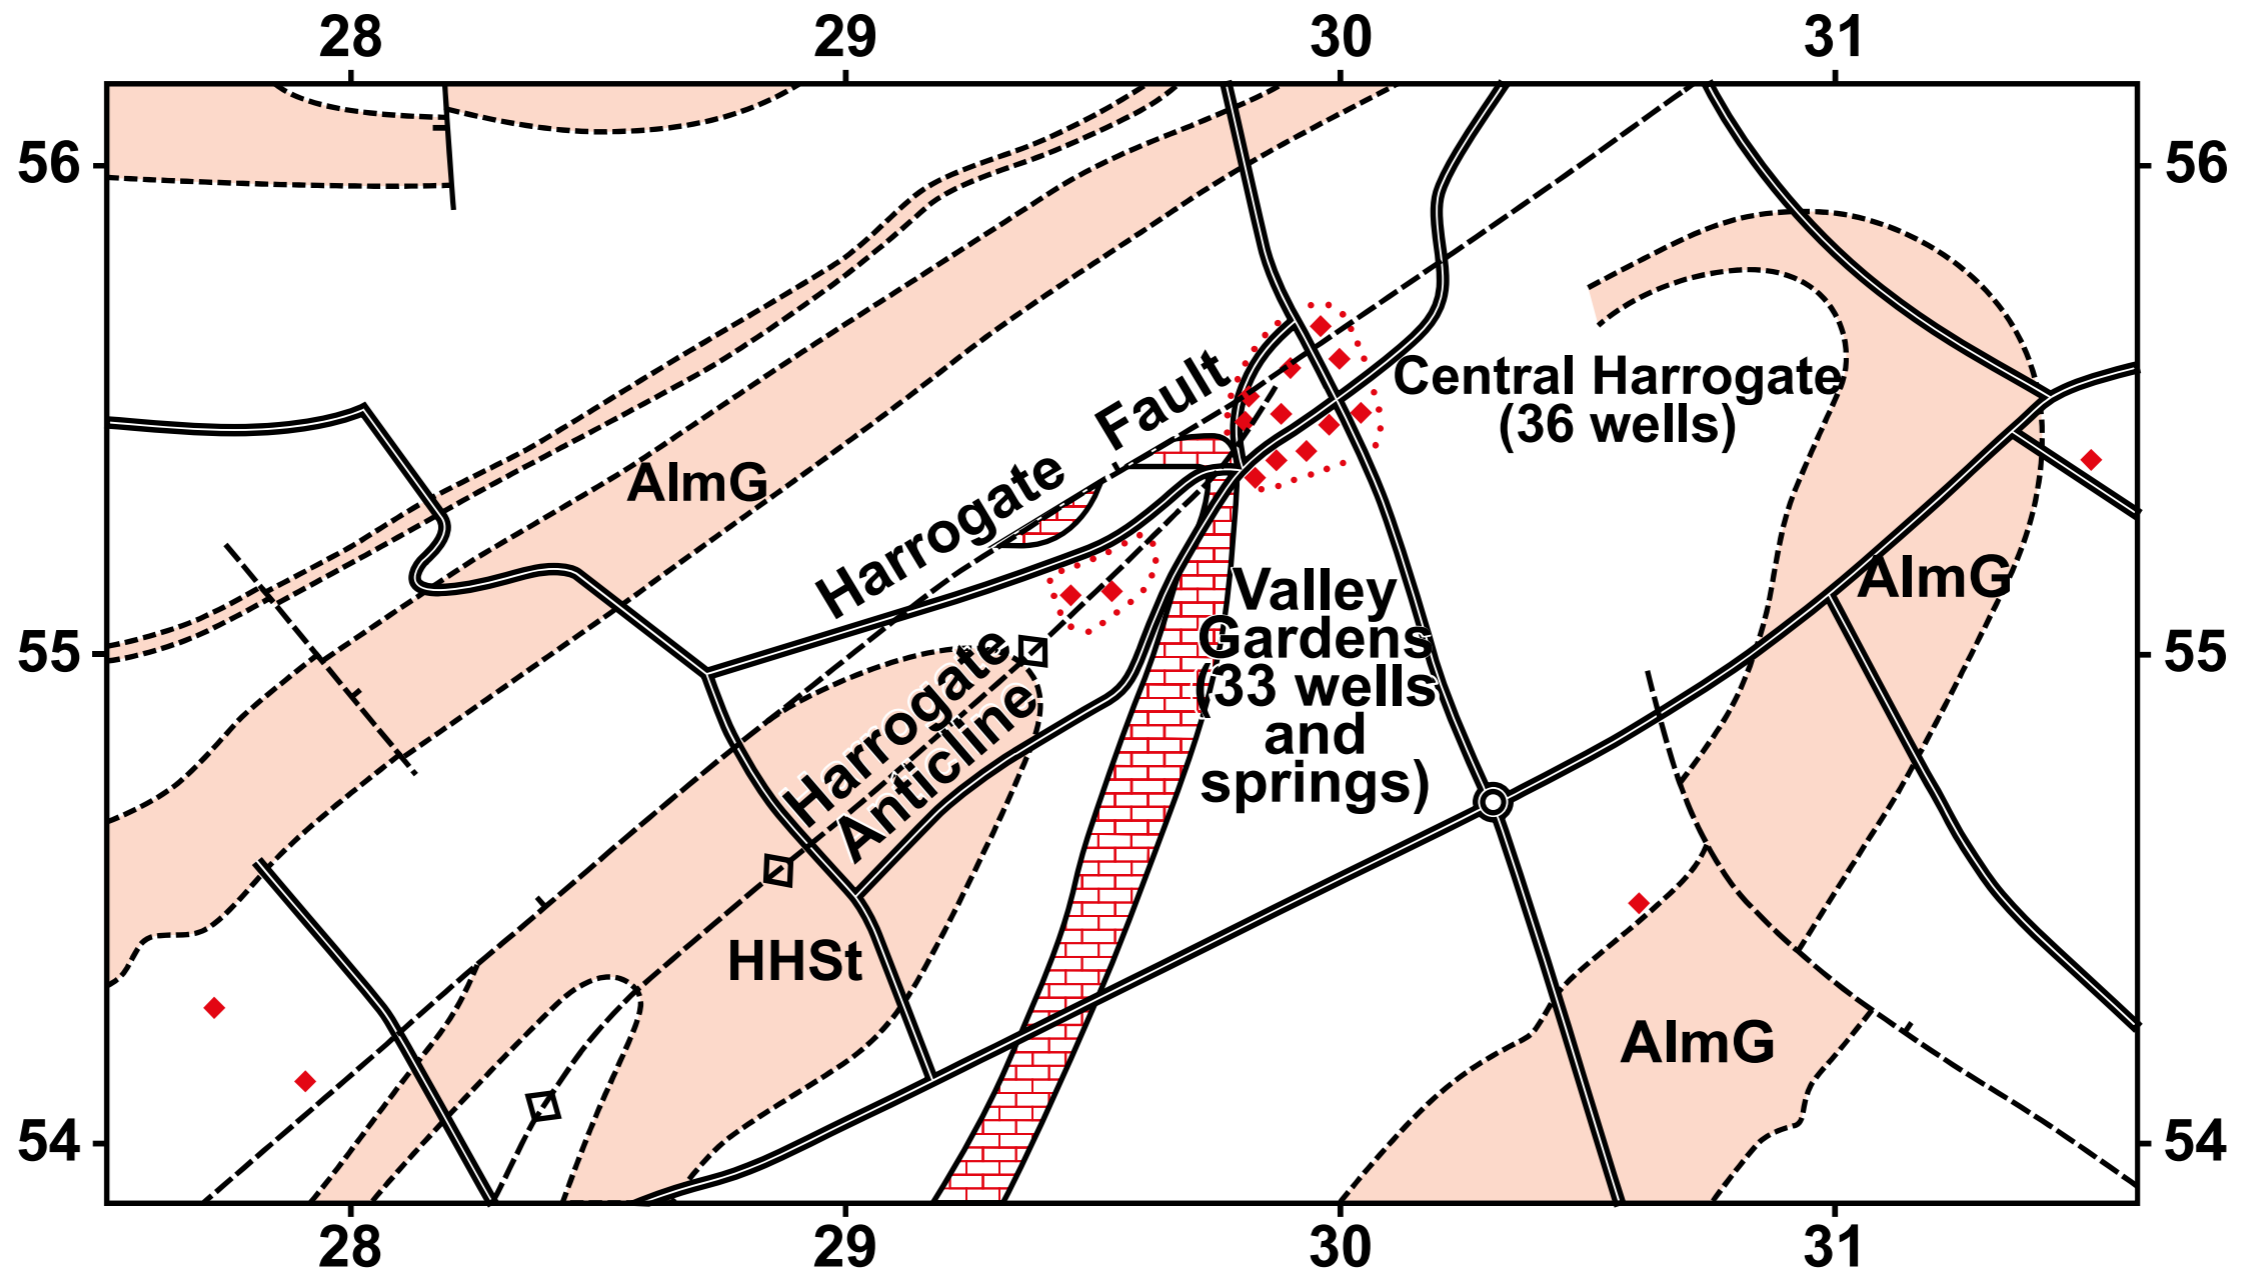 28 29 30 31
56 56
Central Harrogate
(36 wells)
Harrogate Fault
AlmG
Valley
Gardens
(33 wells
and
springs)
AlmG
55 55
Harrogate
Anticline
HHSt
AlmG
54 54
28 29 30 31